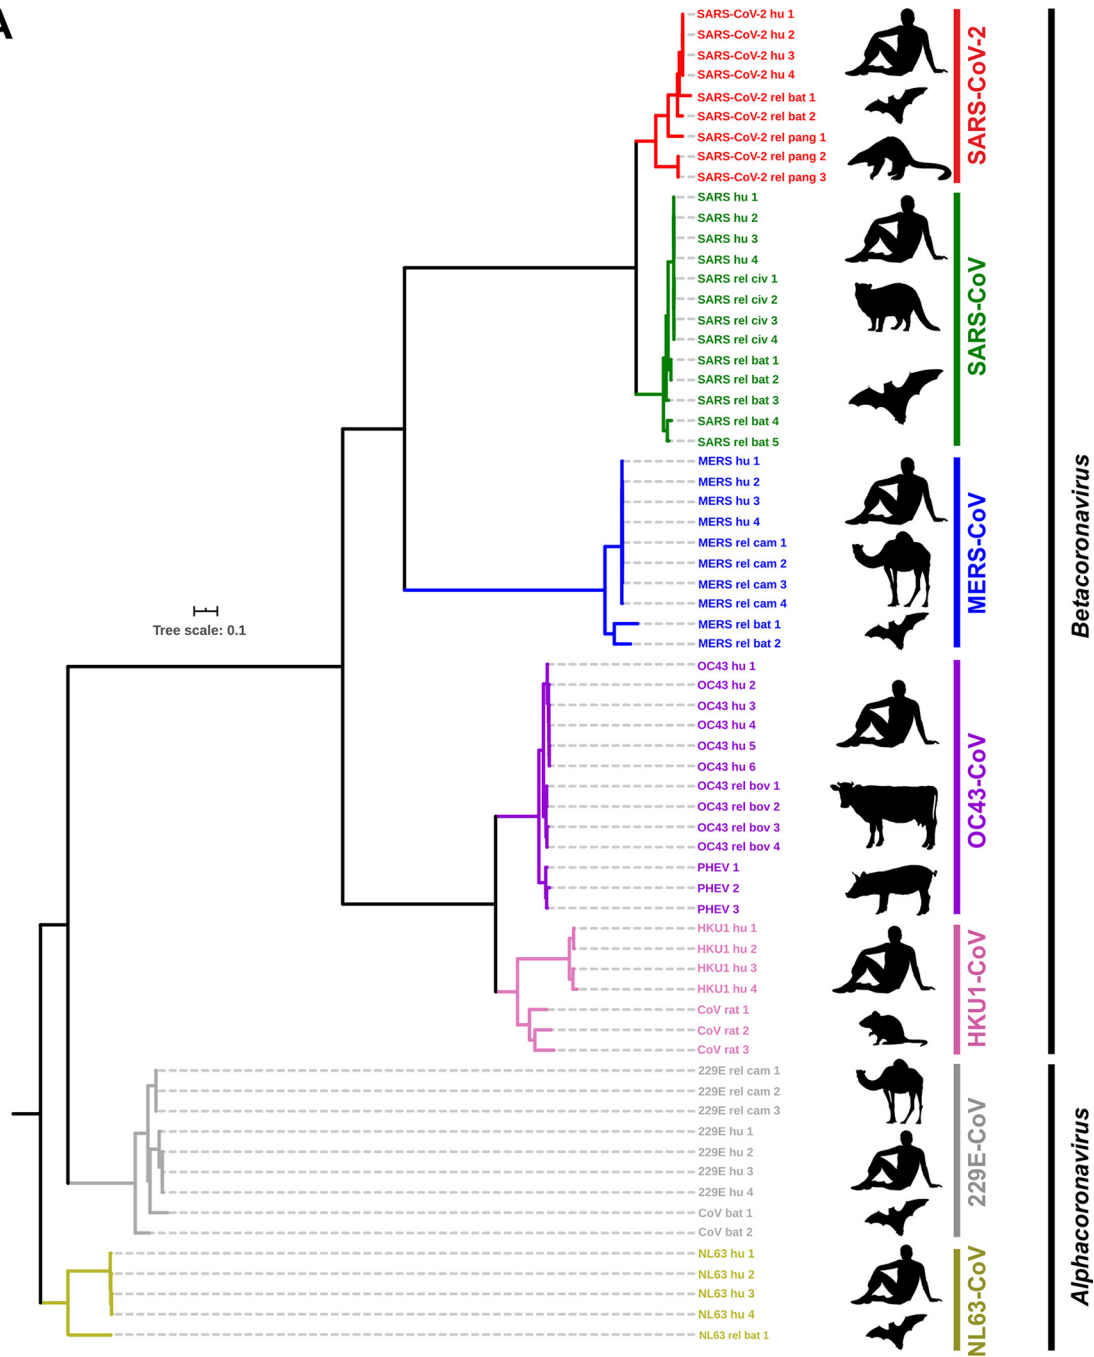 A
SARS-CoV-2 hu 1
SARS-CoV-2 hu 2
SARS-CoV-2 hu 3
SARS-CoV-2 hu 4
SARS-CoV-2 rel bat 1
SARS-CoV-2 rel bat 2
SARS-CoV-2 rel pang 1
SARS-CoV-2 rel pang 2
SARS-CoV-2 rel pang 3
SARS-CoV-2
SARS hu 1
SARS hu 2
SARS hu 3
SARS hu 4
SARS rel civ 1
SARS rel civ 2
SARS rel civ 3
SARS rel civ 4
SARS rel bat 1
SARS rel bat 2
SARS rel bat 3
SARS rel bat 4
SARS rel bat 5
SARS-CoV
MERS hu 1
MERS hu 2
MERS hu 3
MERS hu 4
MERS rel cam 1
MERS rel cam 2
MERS rel cam 3
MERS rel cam 4
MERS rel bat 1
MERS rel bat 2
MERS-CoV
Tree scale: 0.1
OC43 hu 1
OC43 hu 2
OC43 hu 3
OC43 hu 4
OC43 hu 5
OC43 hu 6
OC43 rel bov 1
OC43 rel bov 2
OC43 rel bov 3
OC43 rel bov 4
PHEV 1
PHEV 2
PHEV 3
OC43-CoV
HKU1 hu 1
HKU1 hu 2
HKU1 hu 3
HKU1 hu 4
CoV rat 1
CoV rat 2
CoV rat 3
HKU1-CoV
Betacoronavirus
229E rel cam 1
229E rel cam 2
229E rel cam 3
229E hu 1
229E hu 2
229E hu 3
229E hu 4
CoV bat 1
CoV bat 2
229E-CoV
NL63 hu 1
NL63 hu 2
NL63 hu 3
NL63 hu 4
NL63 rel bat 1
NL63-CoV
Alphacoronavirus